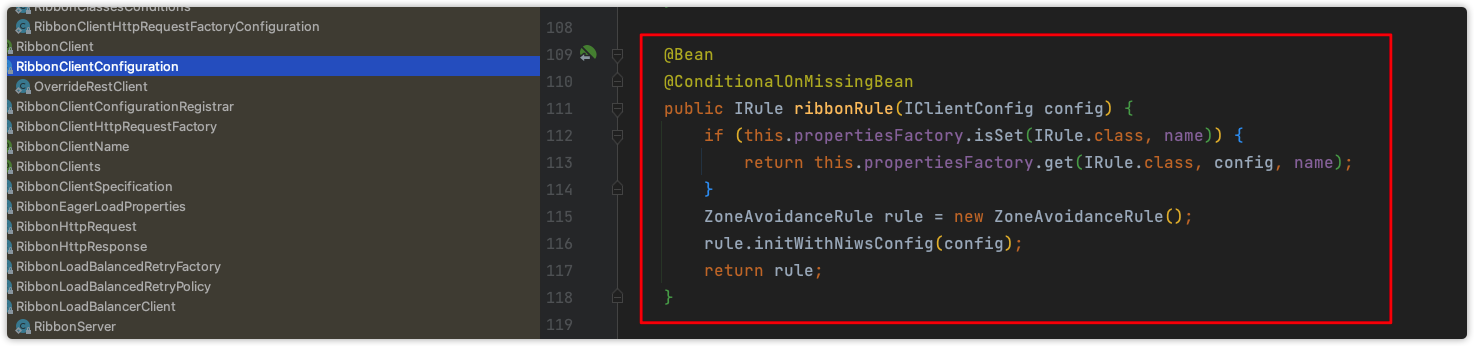 RibbonClassesConditions
RibbonClientHttpRequestFactoryConfiguration
RibbonClient
RibbonClientConfiguration
OverrideRestClient
RibbonClientConfigurationRegistrar
RibbonClientHttpRequestFactory
RibbonClientName
RibbonClients
RibbonClientSpecification
RibbonEagerLoadProperties
RibbonHttpRequest
RibbonHttpResponse
RibbonLoadBalancedRetryFactory
RibbonLoadBalancedRetryPolicy
RibbonLoadBalancerClient
RibbonServer
108
109 @Bean
110 @ConditionalOnMissingBean
111 public IRule ribbonRule(IClientConfig config) {
112 if (this.propertiesFactory.isSet(IRule.class, name)) {
113 return this.propertiesFactory.get(IRule.class, config, name);
114 }
115 ZoneAvoidanceRule rule = new ZoneAvoidanceRule();
116 rule.initWithNiwsConfig(config);
117 return rule;
118 }
119